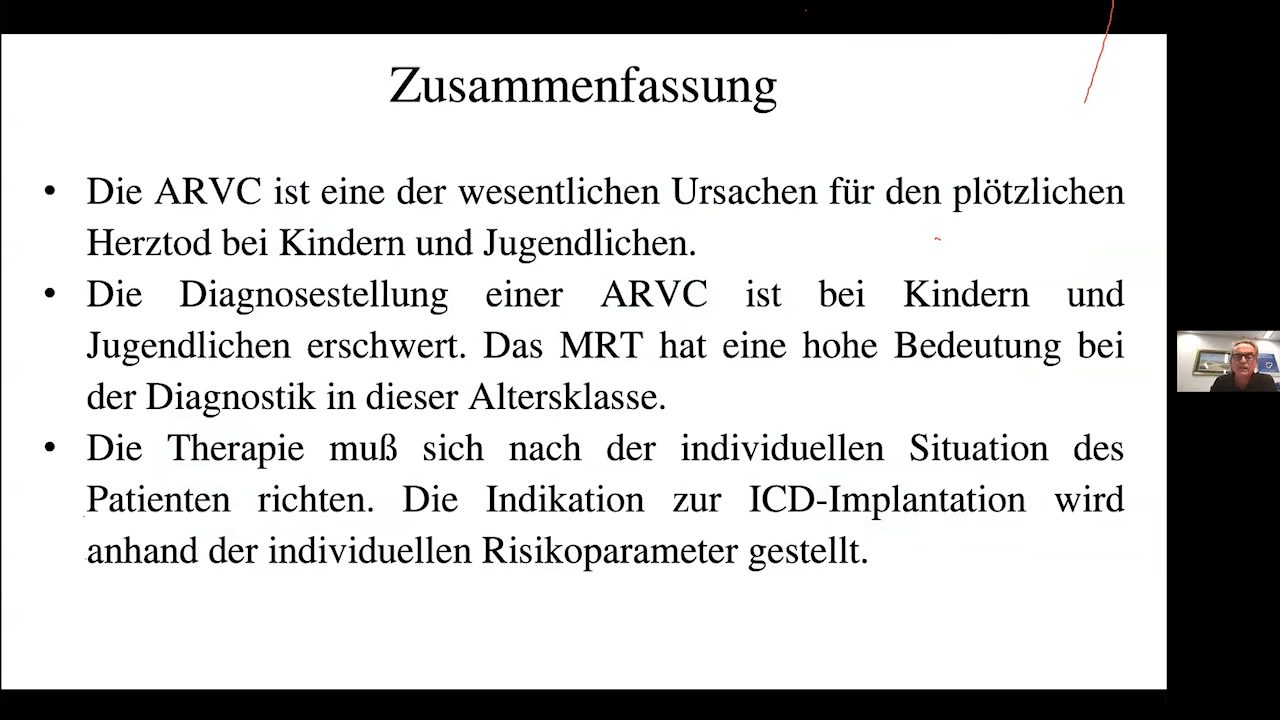 Zusammenfassung
• Die ARVC ist eine der wesentlichen Ursachen für den plötzlichen
Herztod bei Kindern und Jugendlichen.
• Die Diagnosestellung einer ARVC ist bei Kindern und
Jugendlichen erschwert. Das MRT hat eine hohe Bedeutung bei
der Diagnostik in dieser Altersklasse.
• Die Therapie muß sich nach der individuellen Situation des
Patienten richten. Die Indikation zur ICD-Implantation wird
anhand der individuellen Risikoparameter gestellt.